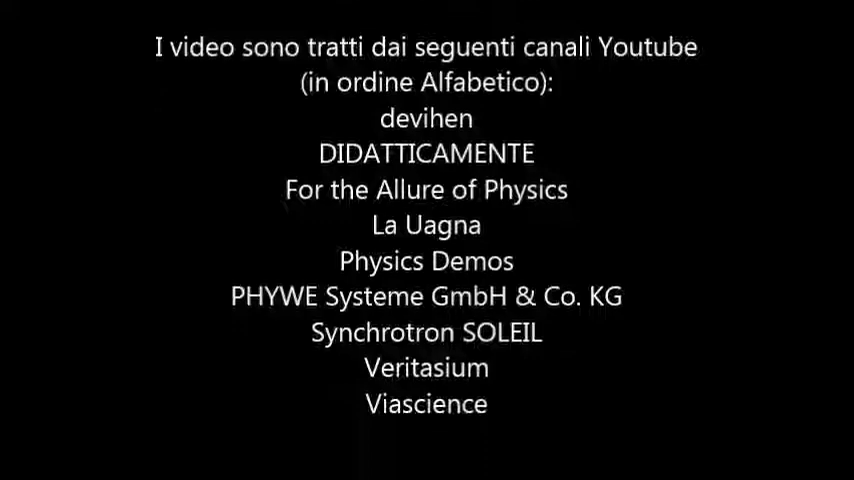 I video sono tratti dai seguenti canali Youtube
(in ordine Alfabetico):
devihen
DIDATTICAMENTE
For the Allure of Physics
La Uagna
Physics Demos
PHYWE Systeme GmbH & Co. KG
Synchrotron SOLEIL
Veritasium
Viascience